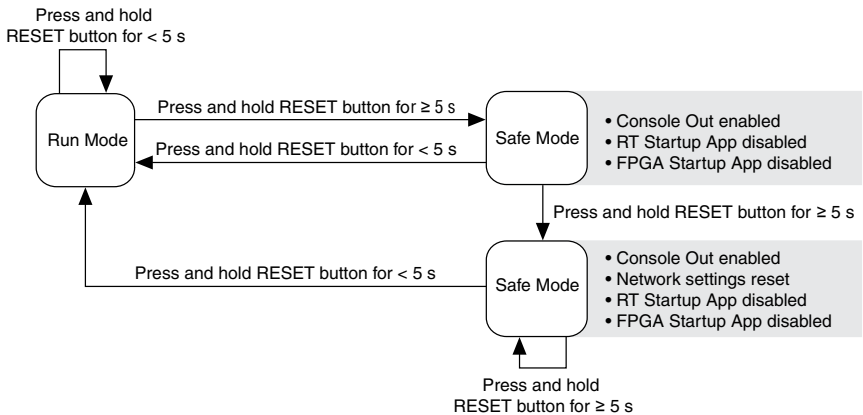 Press and hold
RESET button for < 5 s
Press and hold RESET button for ≥ 5 s
Run Mode
Safe Mode
• Console Out enabled
• RT Startup App disabled
• FPGA Startup App disabled
Press and hold RESET button for < 5 s
Press and hold RESET button for ≥ 5 s
Press and hold RESET button for < 5 s
Safe Mode
• Console Out enabled
• Network settings reset
• RT Startup App disabled
• FPGA Startup App disabled
Press and hold
RESET button for ≥ 5 s